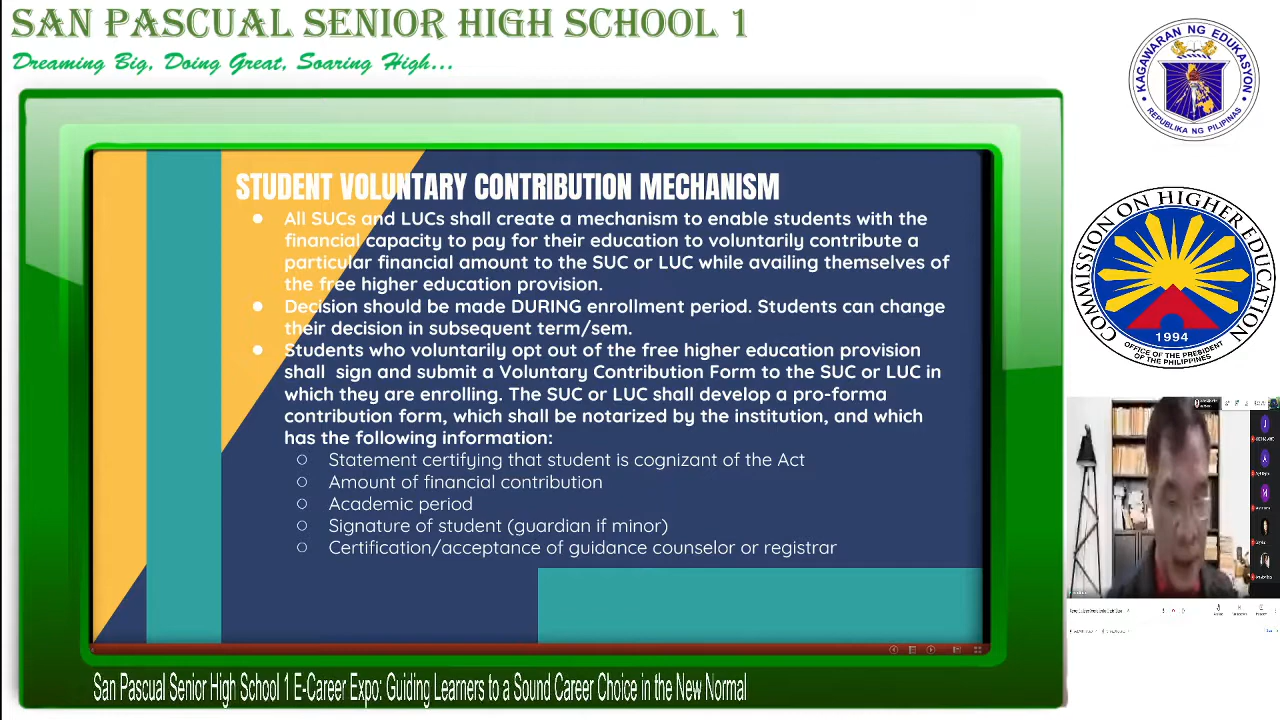 SAN PASCUAL SENIOR HIGH SCHOOL 1
Dreaming Big, Doing Great, Soaring High...
KAGAWARAN NG EDUKASYON
REPUBLIKA NG PILIPINAS
STUDENT VOLUNTARY CONTRIBUTION MECHANISM
● All SUCs and LUCs shall create a mechanism to enable students with the
financial capacity to pay for their education to voluntarily contribute a
particular financial amount to the SUC or LUC while availing themselves of
the free higher education provision.
● Decision should be made DURING enrollment period. Students can change
their decision in subsequent term/sem.
● Students who voluntarily opt out of the free higher education provision
shall sign and submit a Voluntary Contribution Form to the SUC or LUC in
which they are enrolling. The SUC or LUC shall develop a pro-forma
contribution form, which shall be notarized by the institution, and which
has the following information:
○ Statement certifying that student is cognizant of the Act
○ Amount of financial contribution
○ Academic period
○ Signature of student (guardian if minor)
○ Certification/acceptance of guidance counselor or registrar
COMMISSION ON HIGHER EDUCATION
1994
OFFICE OF THE PRESIDENT
OF THE PHILIPPINES
J
A
M
San Pascual Senior High School 1 E-Career Expo: Guiding Learners to a Sound Career Choice in the New Normal